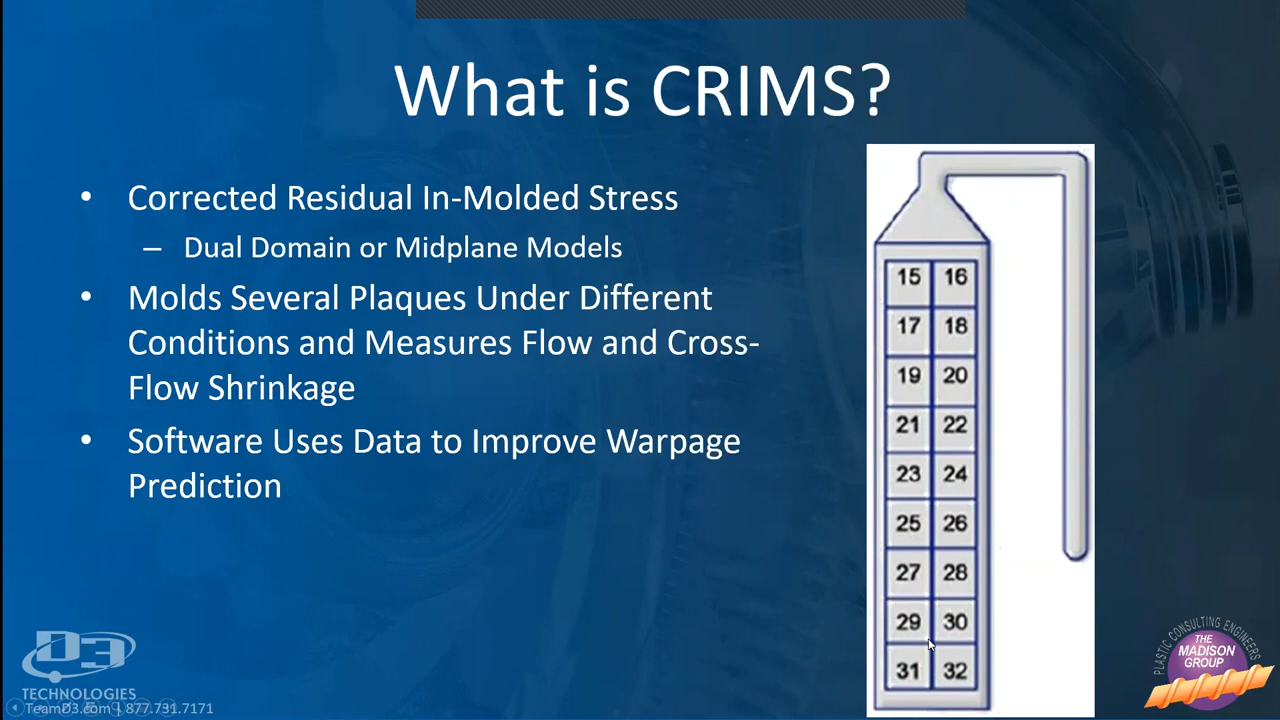 What is CRIMS?
• Corrected Residual In-Molded Stress
– Dual Domain or Midplane Models
• Molds Several Plaques Under Different
Conditions and Measures Flow and Cross-
Flow Shrinkage
• Software Uses Data to Improve Warpage
Prediction
15 16
17 18
19 20
21 22
23 24
25 26
27 28
29 30
31 32
D3
TECHNOLOGIES
TeamD3.com | 877.731.7171
PLASTIC CONSULTING ENGINEERS
THE
MADISON
GROUP